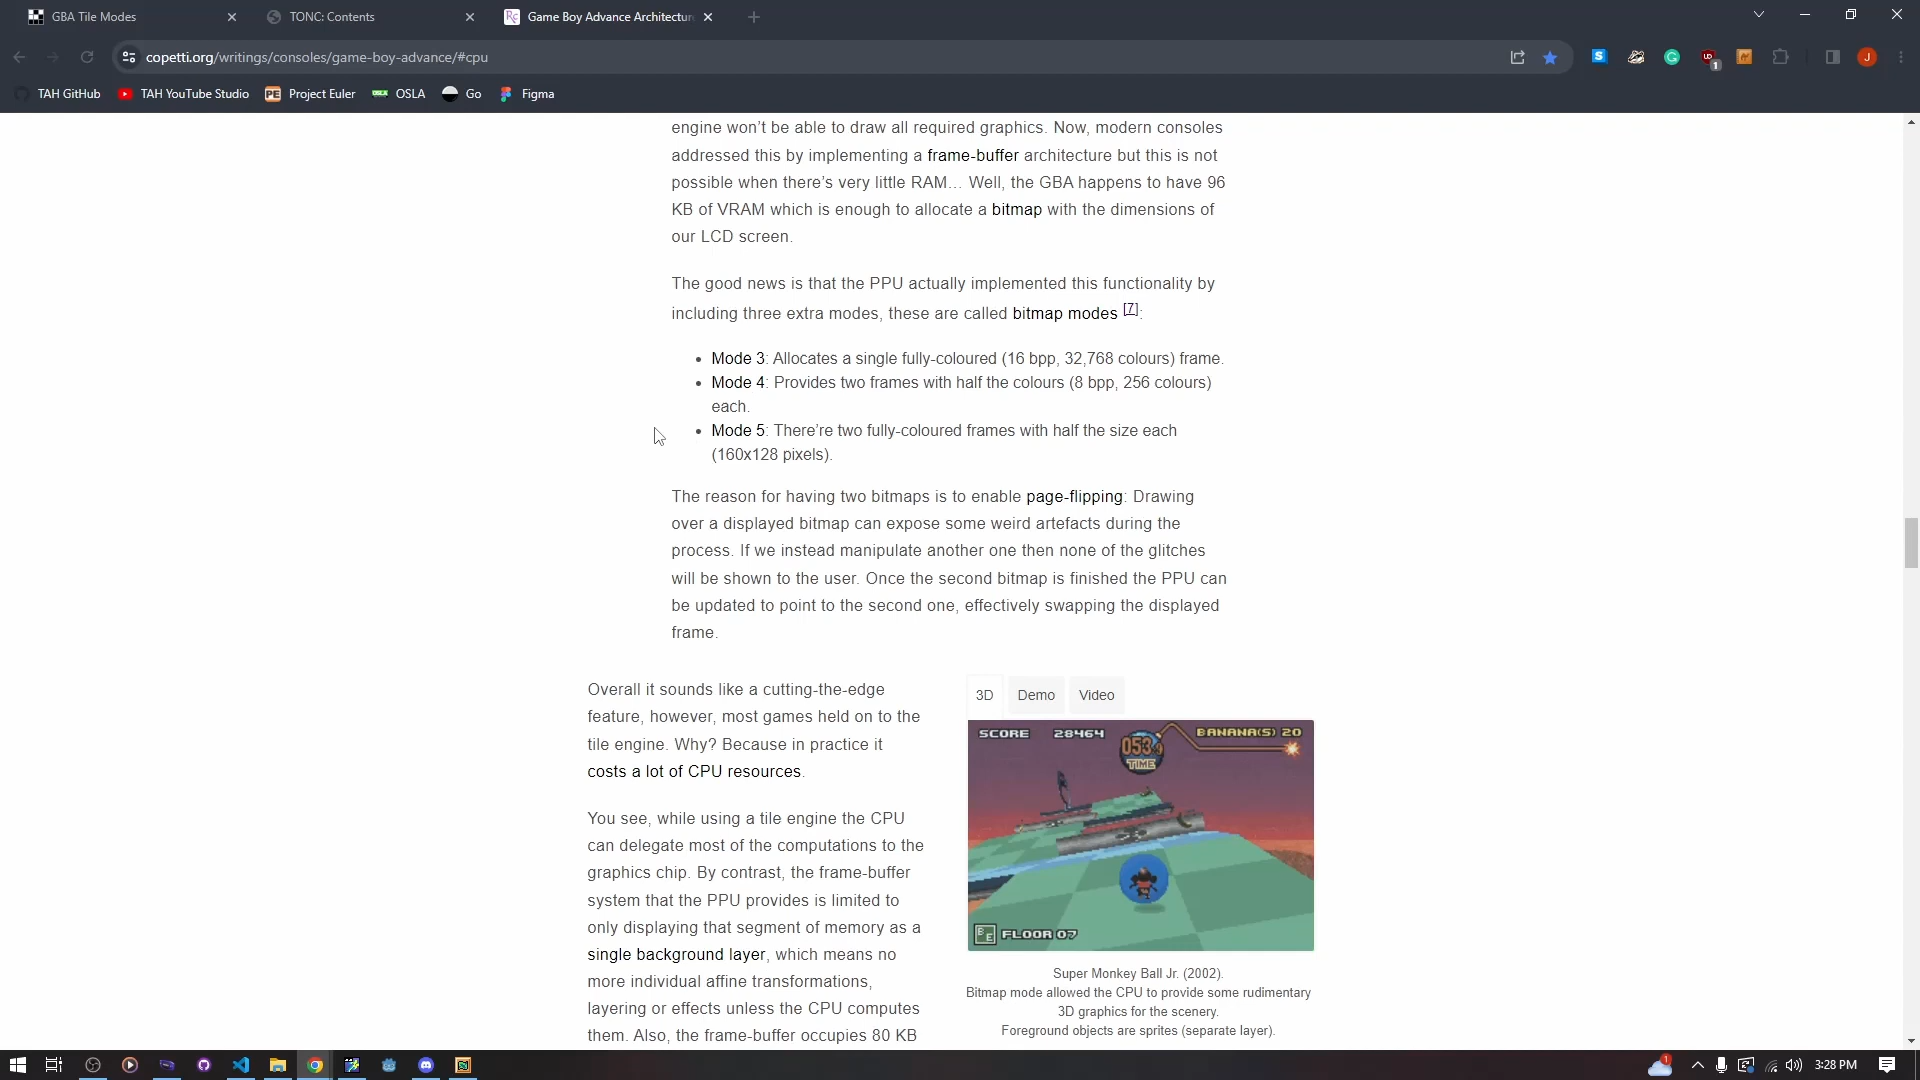 GBA Tile Modes
TONC: Contents
Game Boy Advance Architectur
copetti.org/writings/consoles/game-boy-advance/#cpu
TAH GitHub
TAH YouTube Studio
Project Euler
OSLA
Go
Figma
engine won't be able to draw all required graphics. Now, modern consoles
addressed this by implementing a frame-buffer architecture but this is not
possible when there's very little RAM… Well, the GBA happens to have 96
KB of VRAM which is enough to allocate a bitmap with the dimensions of
our LCD screen.
The good news is that the PPU actually implemented this functionality by
including three extra modes, these are called bitmap modes [7]:
• Mode 3: Allocates a single fully-coloured (16 bpp, 32,768 colours) frame.
• Mode 4: Provides two frames with half the colours (8 bpp, 256 colours)
each.
• Mode 5: There're two fully-coloured frames with half the size each
(160x128 pixels).
The reason for having two bitmaps is to enable page-flipping: Drawing
over a displayed bitmap can expose some weird artefacts during the
process. If we instead manipulate another one then none of the glitches
will be shown to the user. Once the second bitmap is finished the PPU can
be updated to point to the second one, effectively swapping the displayed
frame.
Overall it sounds like a cutting-the-edge
feature, however, most games held on to the
tile engine. Why? Because in practice it
costs a lot of CPU resources.
You see, while using a tile engine the CPU
can delegate most of the computations to the
graphics chip. By contrast, the frame-buffer
system that the PPU provides is limited to
only displaying that segment of memory as a
single background layer, which means no
more individual affine transformations,
layering or effects unless the CPU computes
them. Also, the frame-buffer occupies 80 KB
3D Demo Video
SCORE 28464
BANANA(S) 20
TIME
FLOOR 07
Super Monkey Ball Jr. (2002).
Bitmap mode allowed the CPU to provide some rudimentary
3D graphics for the scenery.
Foreground objects are sprites (separate layer).
3:28 PM